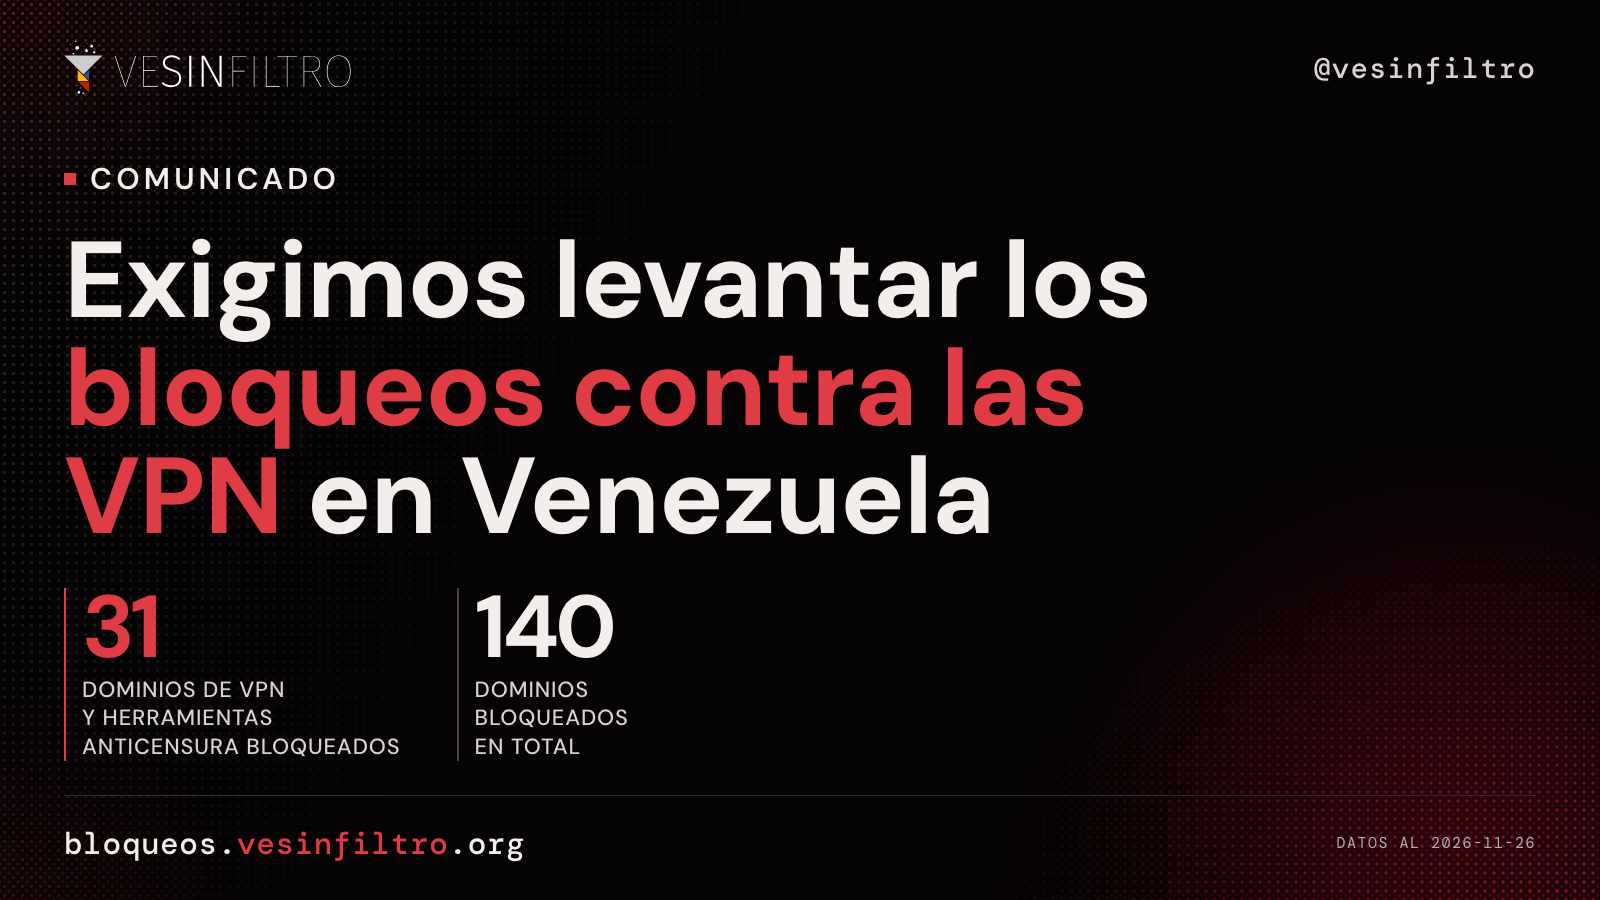 VESINFILTRO
@vesinfiltro
COMUNICADO
Exigimos levantar los
bloqueos contra las
VPN en Venezuela
31
DOMINIOS DE VPN
Y HERRAMIENTAS
ANTICENSURA BLOQUEADOS
140
DOMINIOS
BLOQUEADOS
EN TOTAL
bloqueos.vesinfiltro.org
DATOS AL 2026-11-26